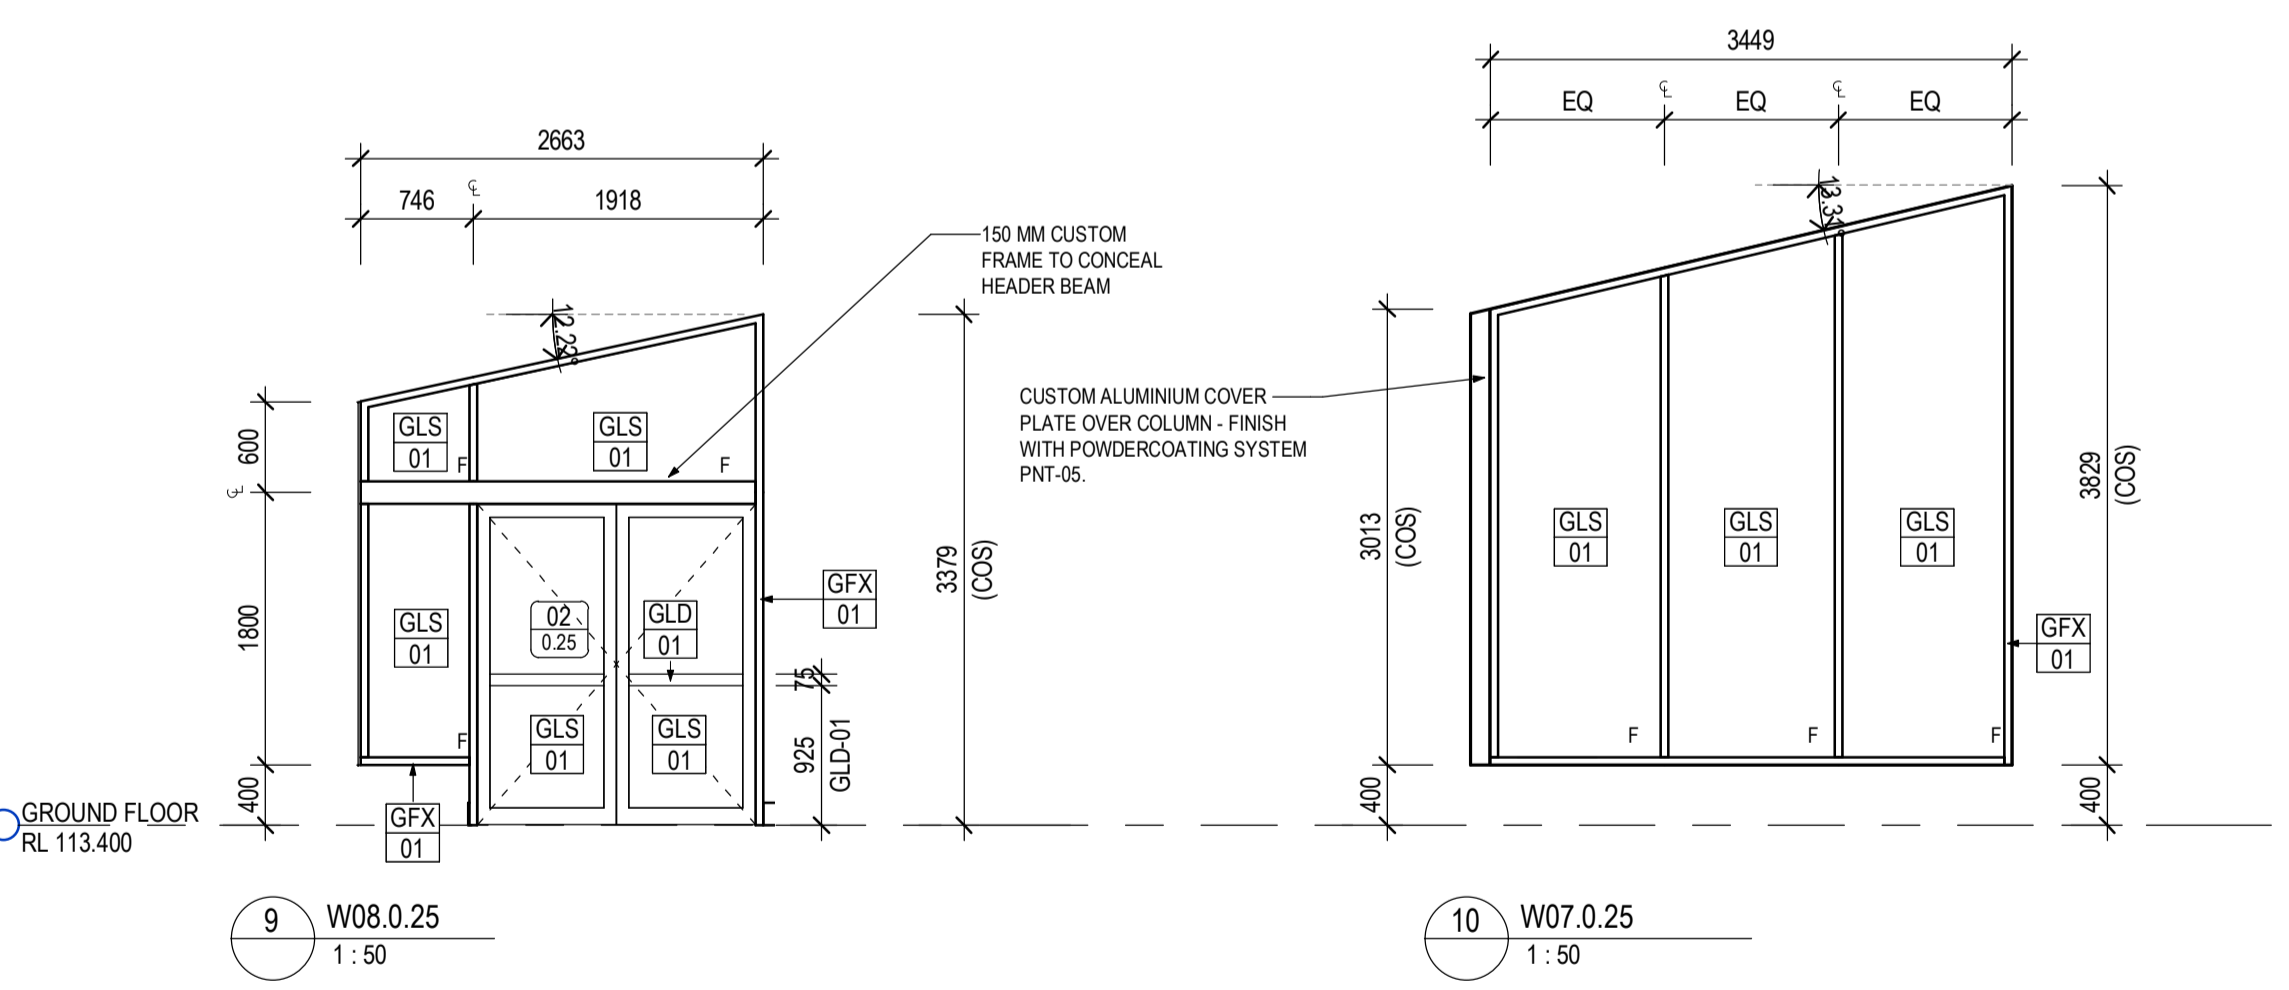 3449
EQ
EQ
EQ
2663
746
1918
150 MM CUSTOM
FRAME TO CONCEAL
HEADER BEAM
13.31°
12.22°
CUSTOM ALUMINIUM COVER
PLATE OVER COLUMN - FINISH
WITH POWDERCOATING SYSTEM
PNT-05.
600
1800
400
GLS
01
F
GLS
01
F
GLS
01
F
02
0.25
GLD
01
GLS
01
GLS
01
GFX
01
GFX
01
75
925
GLD-01
3379
(COS)
3013
(COS)
400
GLS
01
F
GLS
01
F
GLS
01
F
GFX
01
3829
(COS)
400
GROUND FLOOR
RL 113.400
9
W08.0.25
1 : 50
10
W07.0.25
1 : 50